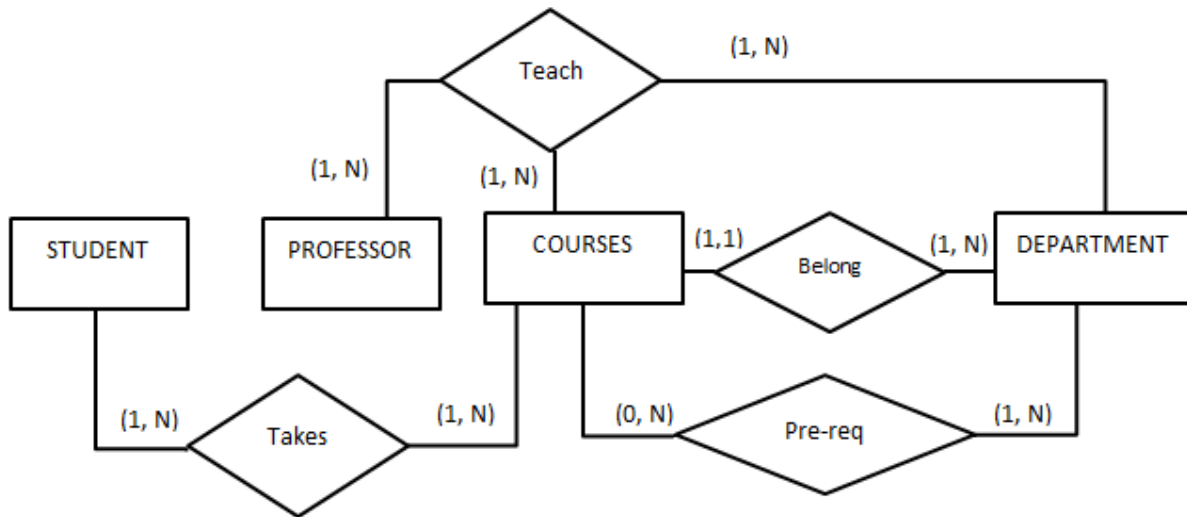 Teach
(1, N)
(1, N)
(1, N)
STUDENT
PROFESSOR
COURSES
(1,1)
Belong
(1, N)
DEPARTMENT
(1, N)
Takes
(1, N)
(0, N)
Pre-req
(1, N)